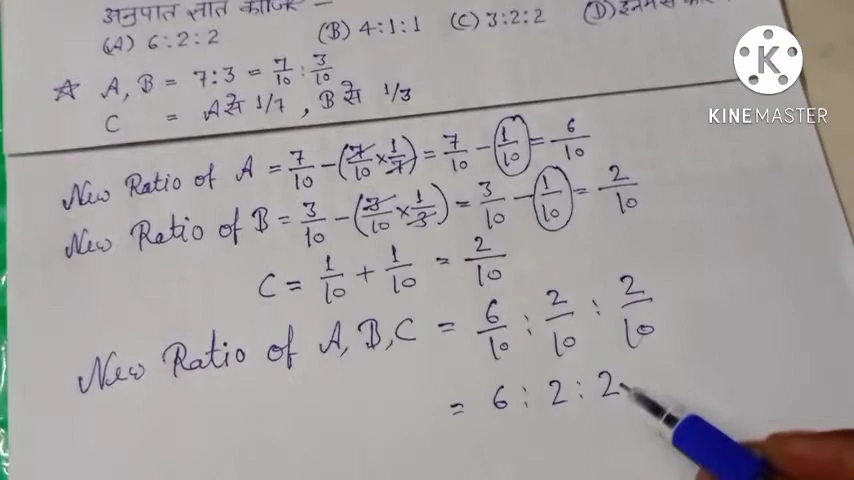 अनुपात ज्ञात कीजिए –
(A) 6:2:2 (B) 4:1:1 (C) 3:2:2 (D) इनमें से
☆ A, B = 7:3 = 7/10 : 3/10
C = A से 1/7, B से 1/3
New Ratio of A = 7/10 - (7/10 × 1/7) = 7/10 - 1/10 = 6/10
New Ratio of B = 3/10 - (3/10 × 1/3) = 3/10 - 1/10 = 2/10
C = 1/10 + 1/10 = 2/10
New Ratio of A, B, C = 6/10 : 2/10 : 2/10
= 6 : 2 : 2
KINEMASTER